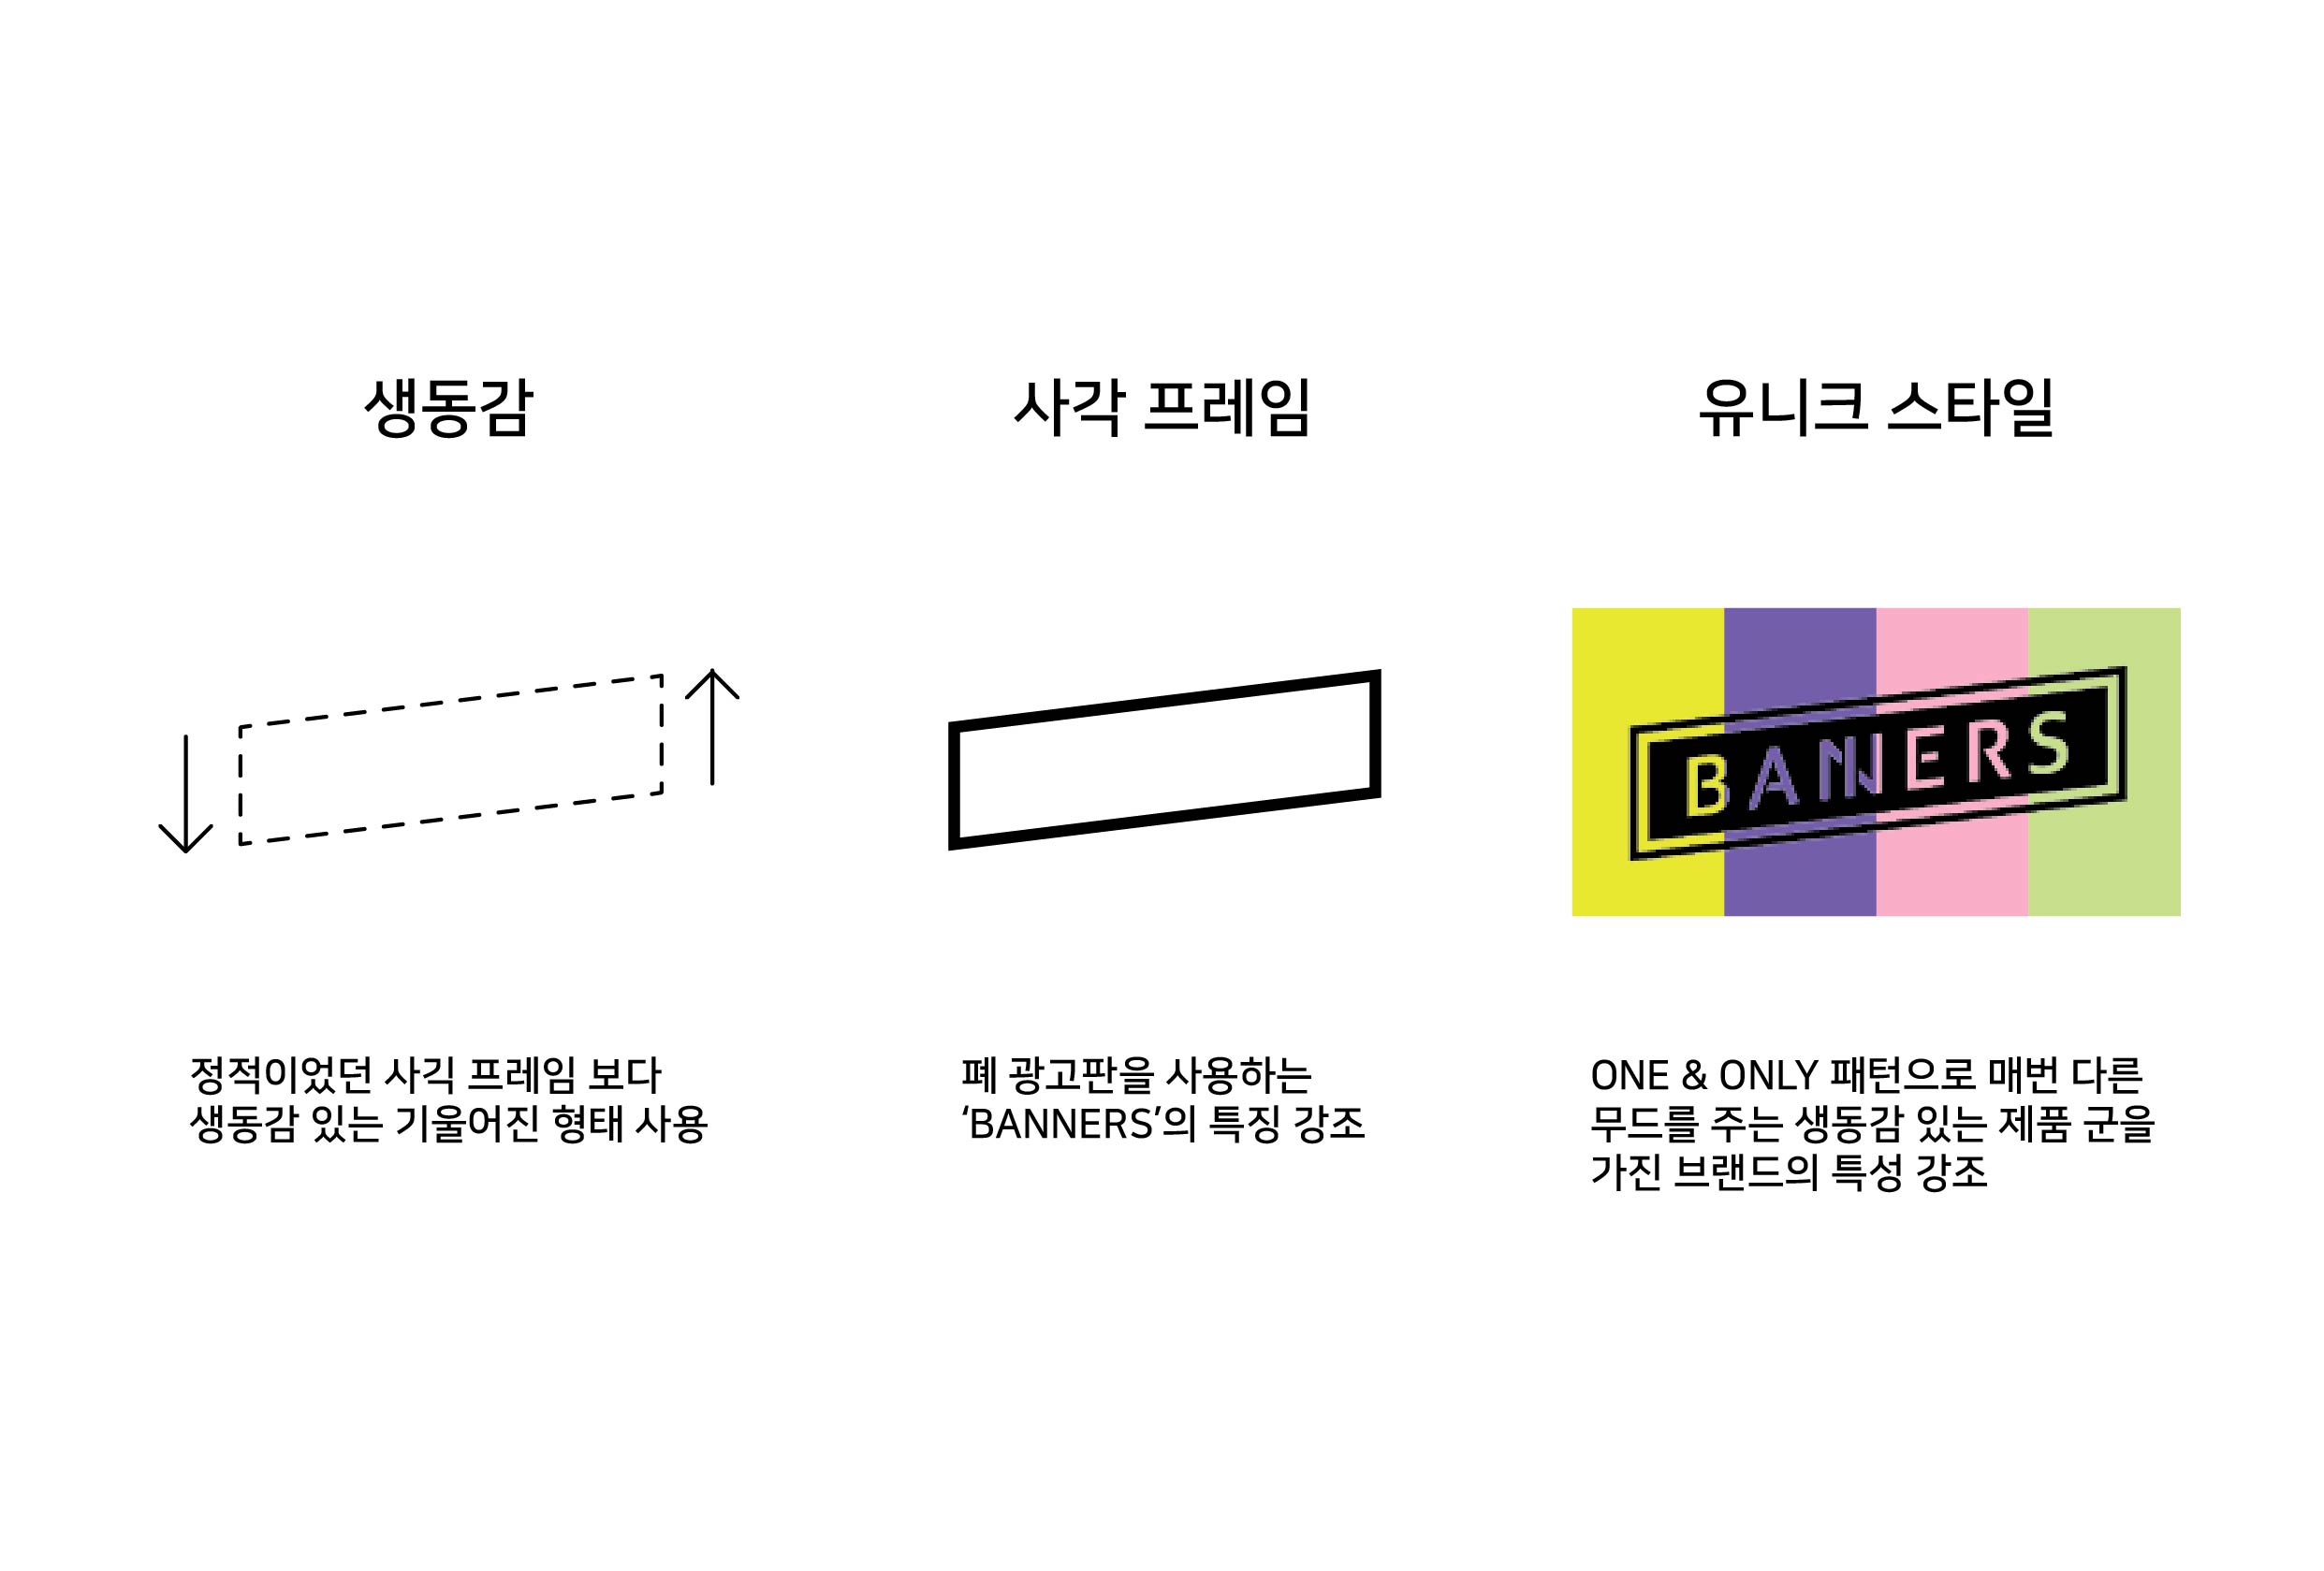 생동감
사각 프레임
유니크 스타일
BANERS
정적이었던 사긱 프레임 보다
생동감 있는 기울어진 형태 사용
폐 광고판을 사용하는
‘BANNERS’의 특징 강조
ONE & ONLY 패턴으로 매번 다른
무드를 주는 생동감 있는 제품 군을
가진 브랜드의 특성 강조